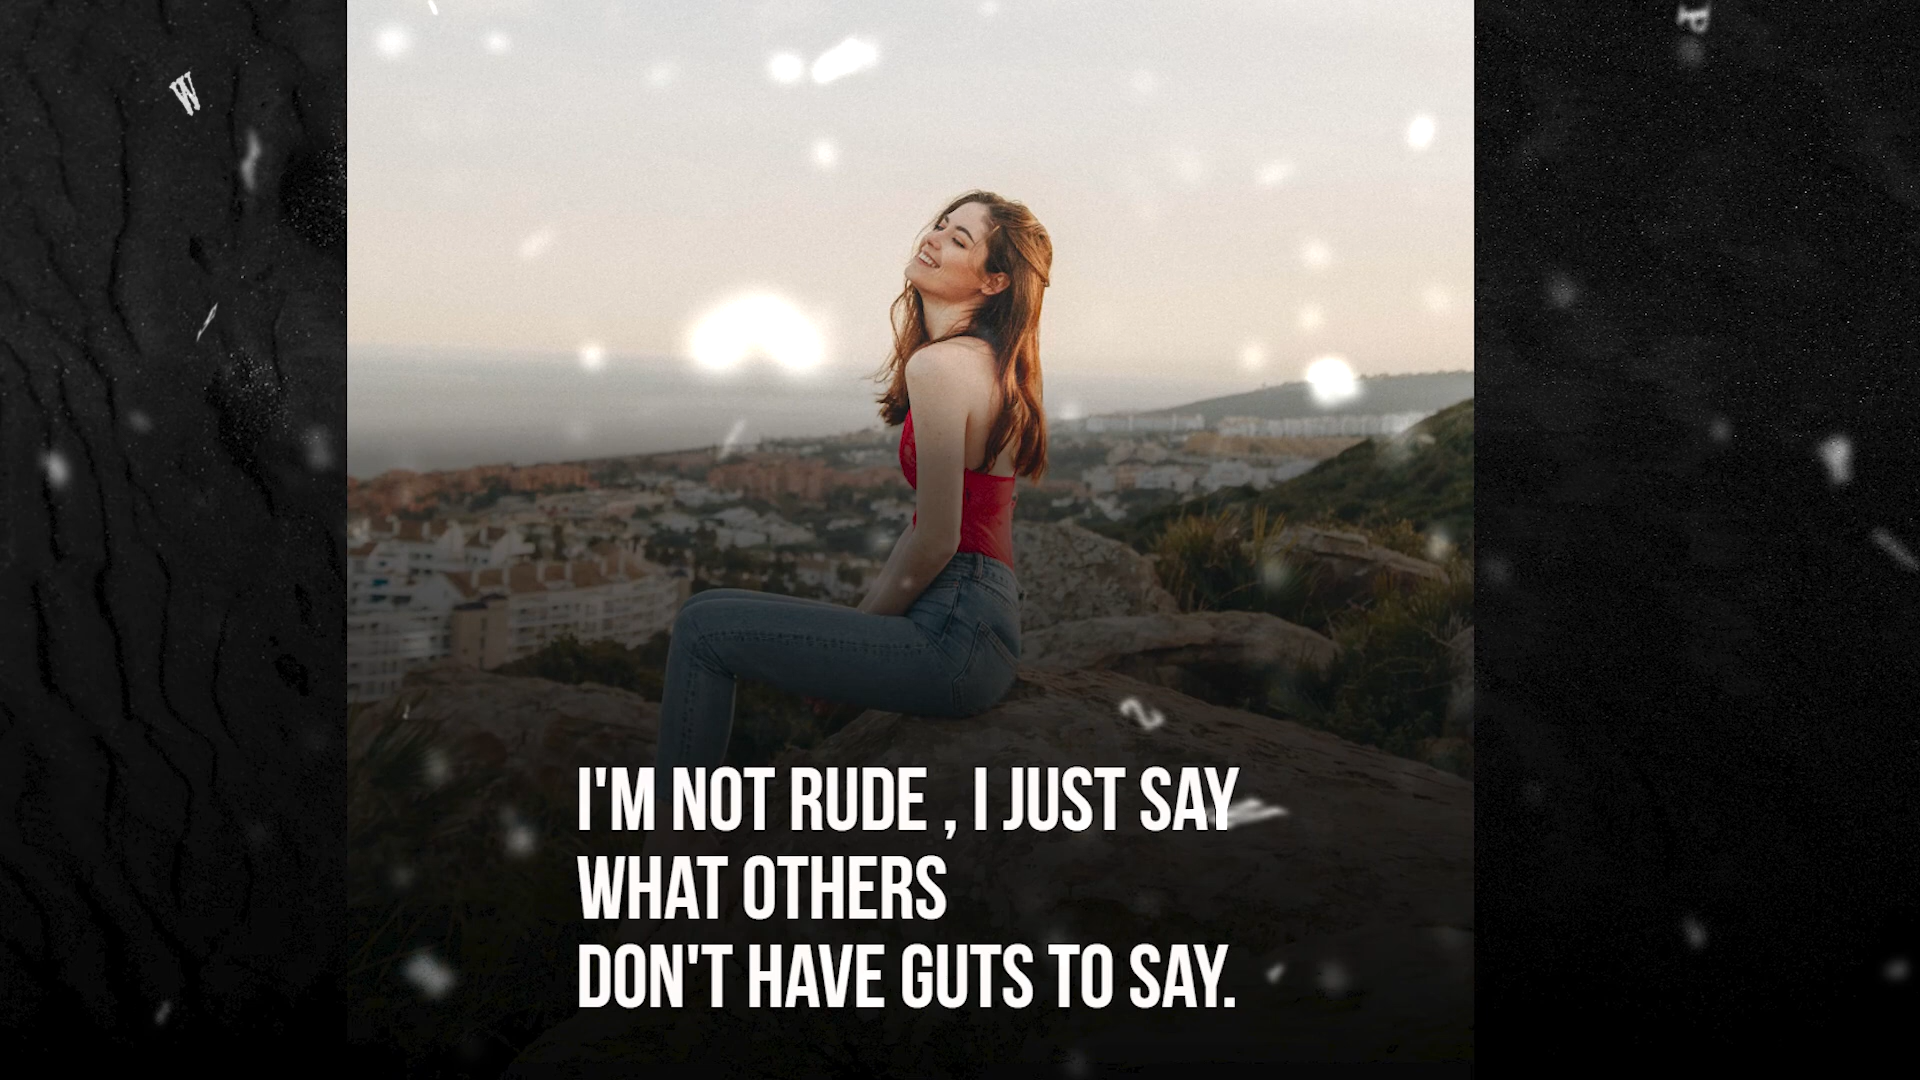 W
P
I'M NOT RUDE , I JUST SAY
WHAT OTHERS
DON'T HAVE GUTS TO SAY.